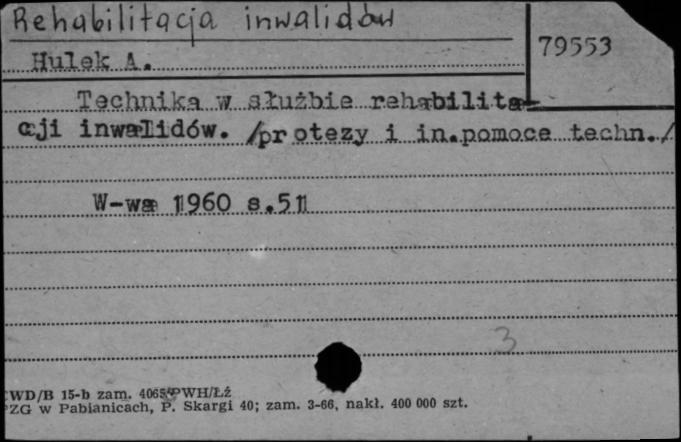 Rehabilitacja inwalidów
79553
Hulek A.
Technika w służbie rehabilita-
cji inwalidów. /protezy i in.pomoce techn./
W-wa 1960 s.51
3
WD/B 15-b zam. 4065/PWH/Łź
PZG w Pabianicach, P. Skargi 40; zam. 3-66, nakł. 400 000 szt.